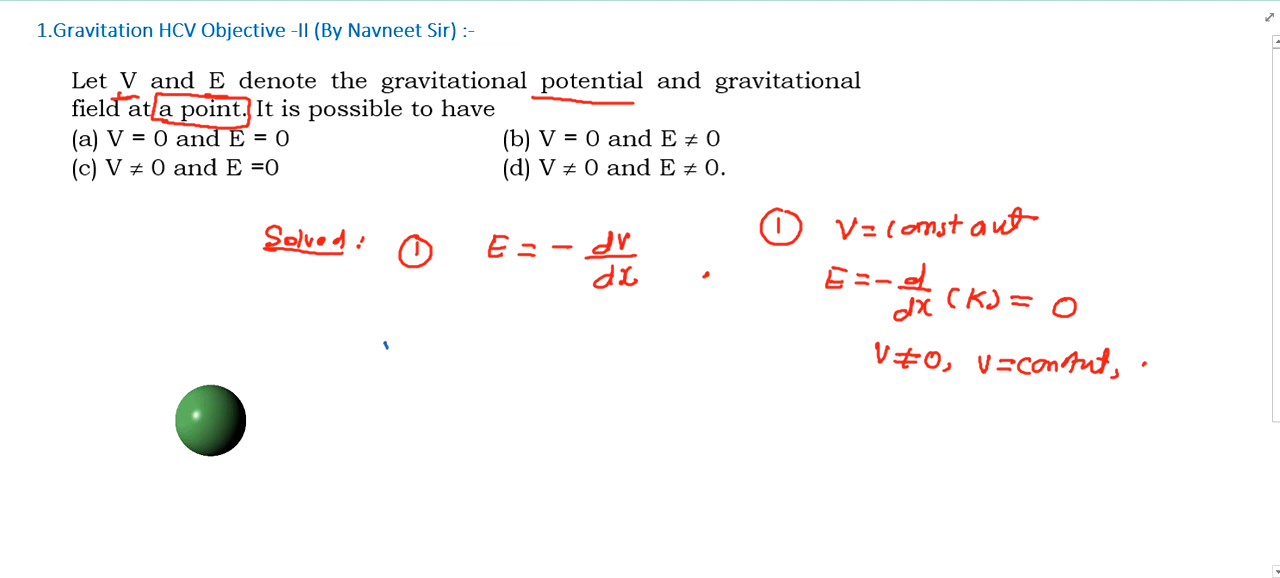 1.Gravitation HCV Objective -II (By Navneet Sir) :-
Let V and E denote the gravitational potential and gravitational
field at a point. It is possible to have
(a) V = 0 and E = 0 (b) V = 0 and E ≠ 0
(c) V ≠ 0 and E =0 (d) V ≠ 0 and E ≠ 0.
Solved : ① E = - dv/dx
① V = constant
E = - d/dx (K) = 0
V ≠ 0, V = constant,